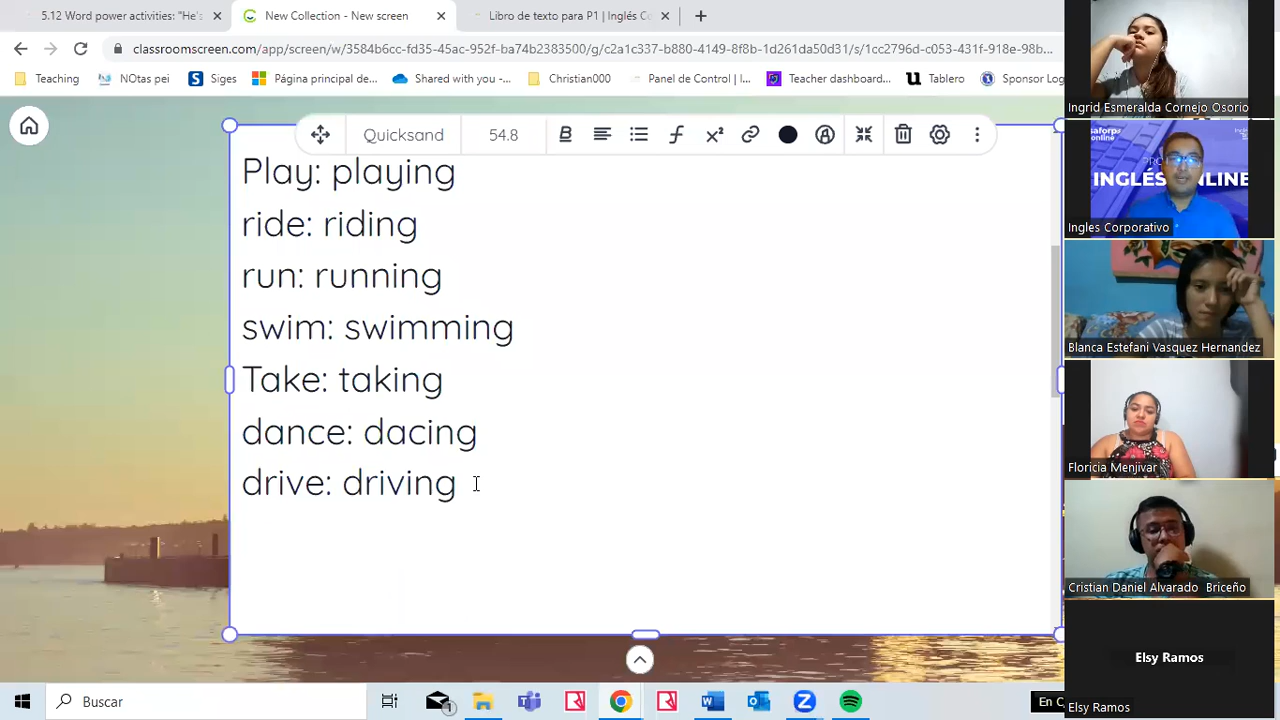 5.12 Word power activities: "He's
New Collection - New screen
Libro de texto para P1 | Inglés Co
classroomscreen.com/app/screen/w/3584b6cc-fd35-45ac-952f-ba74b2383500/g/c2a1c337-b880-4149-8f8b-1d261da50d31/s/1cc2796d-c053-431f-918e-98b...
Teaching
NOtas pei
Siges
Página principal de...
Shared with you -...
Christian000
Panel de Control | I...
Teacher dashboard...
Tablero
Sponsor Log
Quicksand
54.8
Play: playing
ride: riding
run: running
swim: swimming
Take: taking
dance: dacing
drive: driving
Ingrid Esmeralda Cornejo Osorio
INGLÉS ONLINE
Ingles Corporativo
Blanca Estefani Vasquez Hernandez
Floricia Menjivar
Cristian Daniel Alvarado Briceño
Elsy Ramos
Elsy Ramos
Buscar
1
En C